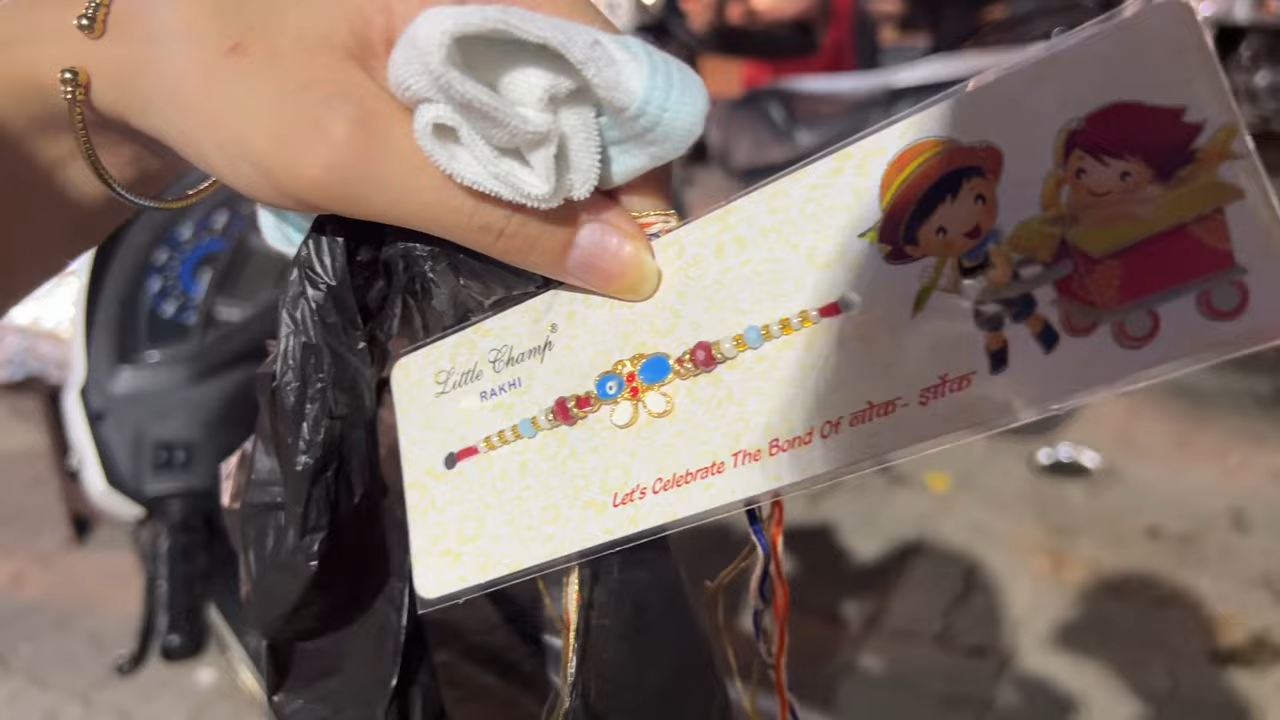 Little Champ®
RAKHI
Let's Celebrate The Bond Of नोक- झोंक